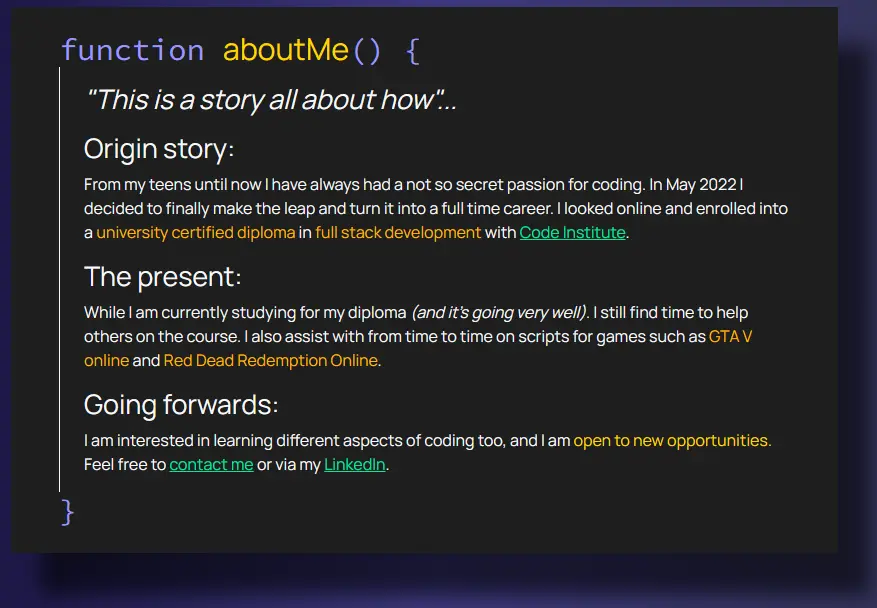 function aboutMe() {
"This is a story all about how"...
Origin story:
From my teens until now I have always had a not so secret passion for coding. In May 2022 I
decided to finally make the leap and turn it into a full time career. I looked online and enrolled into
a university certified diploma in full stack development with Code Institute.
The present:
While I am currently studying for my diploma (and it's going very well). I still find time to help
others on the course. I also assist with from time to time on scripts for games such as GTA V
online and Red Dead Redemption Online.
Going forwards:
I am interested in learning different aspects of coding too, and I am open to new opportunities.
Feel free to contact me or via my LinkedIn.
}